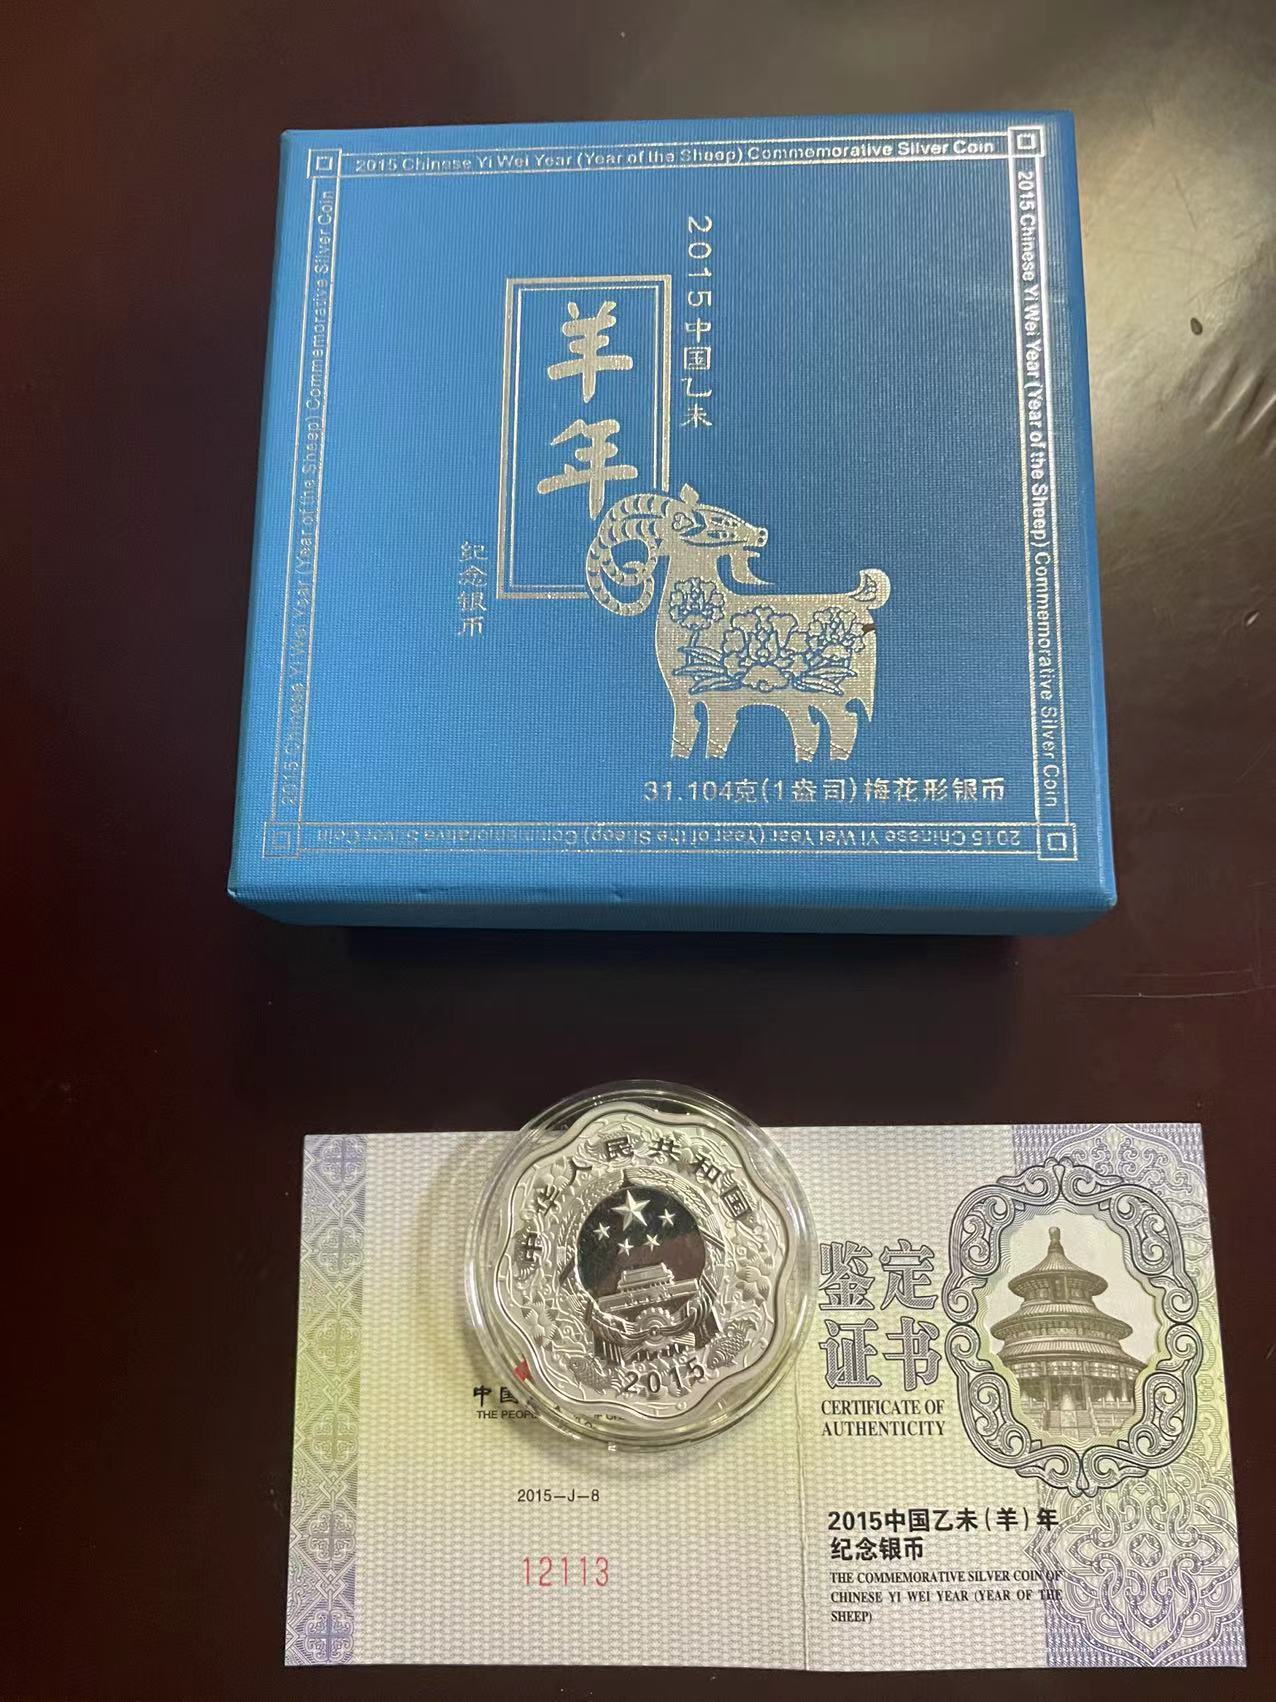 2015 Chinese Yi Wei Year (Year of the Sheep) Commemorative Silver Coin
2015 Chinese Yi Wei Year (Year of the Sheep) Commemorative Silver Coin
2015 Chinese Yi Wei Year (Year of the Sheep) Commemorative Silver Coin
2015 Chinese Yi Wei Year (Year of the Sheep) Commemorative Silver Coin
2015中国乙未
羊年
纪念银币
31.104克(1盎司)梅花形银币
中华人民共和国
2015
中国
THE
2015-J-8
12113
鉴定
证书
CERTIFICATE OF
AUTHENTICITY
2015中国乙未(羊)年
纪念银币
THE COMMEMORATIVE SILVER COIN OF
CHINESE YI WEI YEAR (YEAR OF THE
SHEEP)